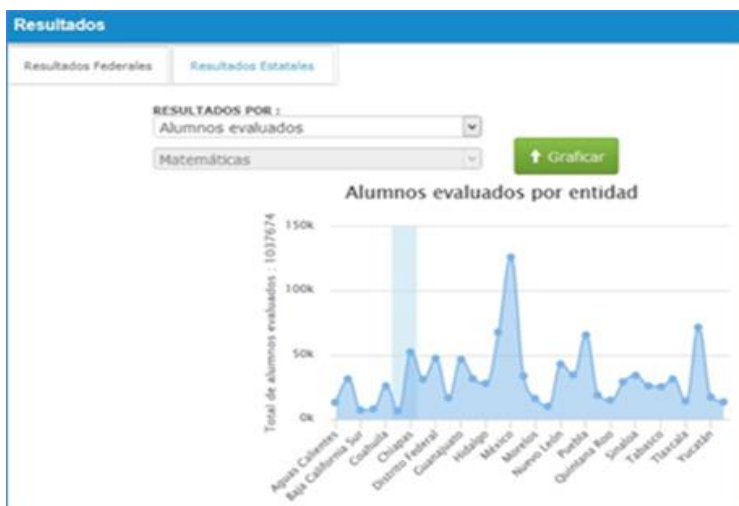 Resultados
Resultados Federales
Resultados Estatales
RESULTADOS POR :
Alumnos evaluados
Matemáticas
Graficar
Alumnos evaluados por entidad
Total de alumnos evaluados : 1037674
150k
100k
50k
0k
Aguas Calientes
Baja California Sur
Coahuila
Chiapas
Distrito Federal
Guanajuato
Hidalgo
México
Morelos
Nuevo León
Puebla
Quintana Roo
Sinaloa
Tabasco
Tlaxcala
Yucatán